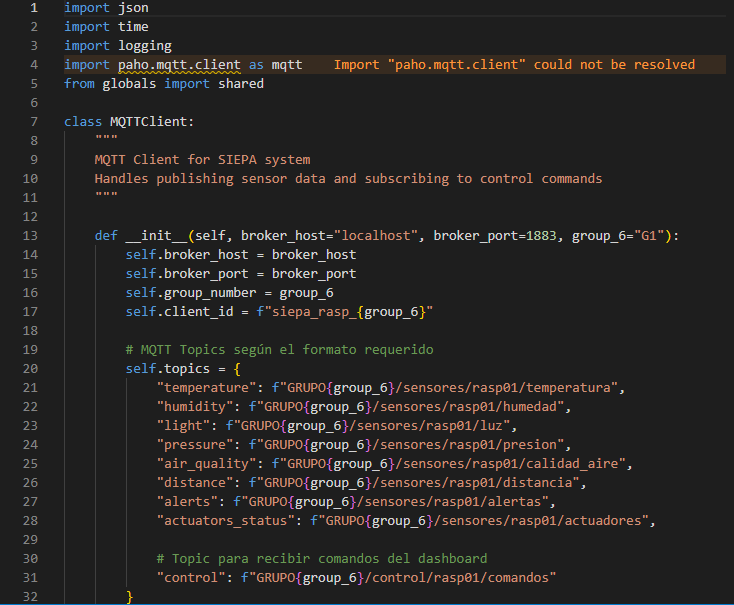 1 import json
2 import time
3 import logging
4 import paho.mqtt.client as mqtt    Import "paho.mqtt.client" could not be resolved
5 from globals import shared
6
7 class MQTTClient:
8     """
9     MQTT Client for SIEPA system
10     Handles publishing sensor data and subscribing to control commands
11     """
12
13     def __init__(self, broker_host="localhost", broker_port=1883, group_6="G1"):
14         self.broker_host = broker_host
15         self.broker_port = broker_port
16         self.group_number = group_6
17         self.client_id = f"siepa_rasp_{group_6}"
18
19         # MQTT Topics según el formato requerido
20         self.topics = {
21             "temperature": f"GRUPO{group_6}/sensores/rasp01/temperatura",
22             "humidity": f"GRUPO{group_6}/sensores/rasp01/humedad",
23             "light": f"GRUPO{group_6}/sensores/rasp01/luz",
24             "pressure": f"GRUPO{group_6}/sensores/rasp01/presion",
25             "air_quality": f"GRUPO{group_6}/sensores/rasp01/calidad_aire",
26             "distance": f"GRUPO{group_6}/sensores/rasp01/distancia",
27             "alerts": f"GRUPO{group_6}/sensores/rasp01/alertas",
28             "actuators_status": f"GRUPO{group_6}/sensores/rasp01/actuadores",
29
30             # Topic para recibir comandos del dashboard
31             "control": f"GRUPO{group_6}/control/rasp01/comandos"
32         }